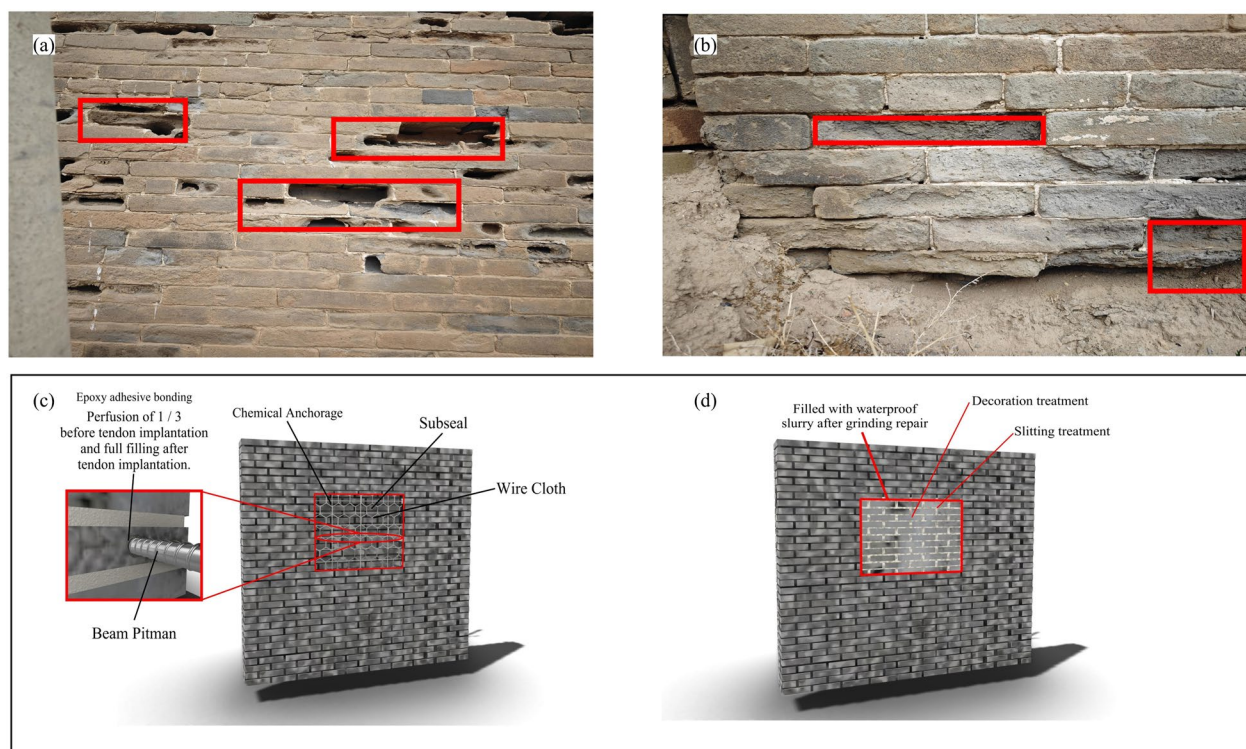 (a)
(b)
(c)
Epoxy adhesive bonding
Perfusion of 1 / 3
before tendon implantation
and full filling after
tendon implantation.
Chemical Anchorage
Subseal
Wire Cloth
Beam Pitman
(d)
Filled with waterproof
slurry after grinding repair
Decoration treatment
Slitting treatment